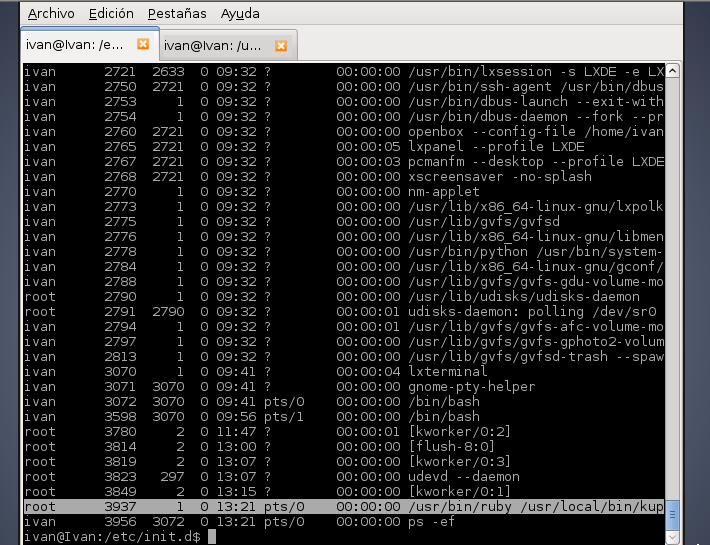 Archivo Edición Pestañas Ayuda
ivan@Ivan: /e... ivan@Ivan: /u...
ivan 2721 2633 0 09:32 ? 00:00:00 /usr/bin/lxsession -s LXDE -e LX
ivan 2750 2721 0 09:32 ? 00:00:00 /usr/bin/ssh-agent /usr/bin/dbus
ivan 2753 1 0 09:32 ? 00:00:00 /usr/bin/dbus-launch --exit-with
ivan 2754 1 0 09:32 ? 00:00:00 /usr/bin/dbus-daemon --fork --pr
ivan 2760 2721 0 09:32 ? 00:00:00 openbox --config-file /home/ivan
ivan 2765 2721 0 09:32 ? 00:00:05 lxpanel --profile LXDE
ivan 2767 2721 0 09:32 ? 00:00:03 pcmanfm --desktop --profile LXDE
ivan 2768 2721 0 09:32 ? 00:00:00 xscreensaver -no-splash
ivan 2770 1 0 09:32 ? 00:00:00 nm-applet
ivan 2773 1 0 09:32 ? 00:00:00 /usr/lib/x86_64-linux-gnu/lxpolk
ivan 2775 1 0 09:32 ? 00:00:00 /usr/lib/gvfs/gvfsd
ivan 2776 1 0 09:32 ? 00:00:00 /usr/lib/x86_64-linux-gnu/libmen
ivan 2778 1 0 09:32 ? 00:00:00 /usr/bin/python /usr/bin/system-
ivan 2784 1 0 09:32 ? 00:00:00 /usr/lib/x86_64-linux-gnu/gconf/
ivan 2788 1 0 09:32 ? 00:00:00 /usr/lib/gvfs/gvfs-gdu-volume-mo
root 2790 1 0 09:32 ? 00:00:00 /usr/lib/udisks/udisks-daemon
root 2791 2790 0 09:32 ? 00:00:01 udisks-daemon: polling /dev/sr0
ivan 2794 1 0 09:32 ? 00:00:01 /usr/lib/gvfs/gvfs-afc-volume-mo
ivan 2797 1 0 09:32 ? 00:00:00 /usr/lib/gvfs/gvfs-gphoto2-volum
ivan 2813 1 0 09:32 ? 00:00:00 /usr/lib/gvfs/gvfsd-trash --spaw
ivan 3070 1 0 09:41 ? 00:00:04 lxterminal
ivan 3071 3070 0 09:41 ? 00:00:00 gnome-pty-helper
ivan 3072 3070 0 09:41 pts/0 00:00:00 /bin/bash
ivan 3598 3070 0 09:56 pts/1 00:00:00 /bin/bash
root 3780 2 0 11:47 ? 00:00:01 [kworker/0:2]
root 3814 2 0 13:00 ? 00:00:00 [flush-8:0]
root 3819 2 0 13:07 ? 00:00:00 [kworker/0:3]
root 3823 297 0 13:07 ? 00:00:00 udevd --daemon
root 3849 2 0 13:15 ? 00:00:00 [kworker/0:1]
root 3937 1 0 13:21 pts/0 00:00:00 /usr/bin/ruby /usr/local/bin/kup
ivan 3956 3072 0 13:21 pts/0 00:00:00 ps -ef
ivan@Ivan:/etc/init.d$